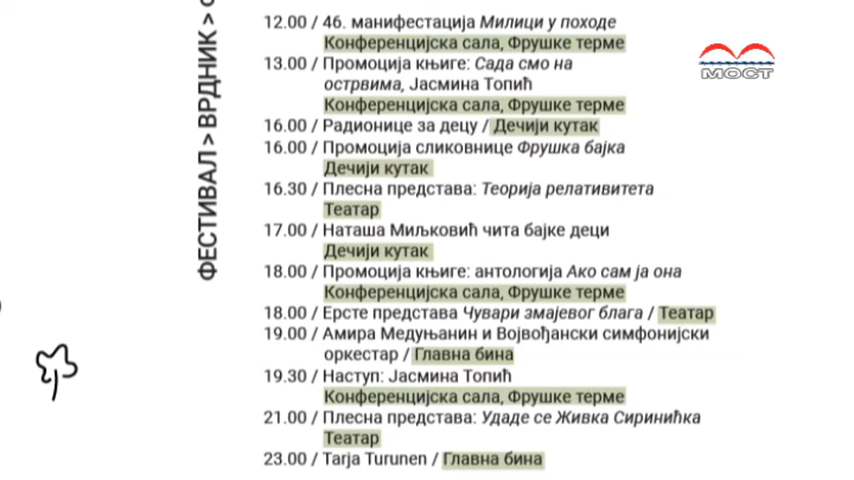 ФЕСТИВАЛ > ВРДНИК >
МОСТ
12.00 / 46. манифестација Милици у походе
Конференцијска сала, Фрушке терме
13.00 / Промоција књиге: Сада смо на
острвима, Јасмина Топић
Конференцијска сала, Фрушке терме
16.00 / Радионице за децу / Дечији кутак
16.00 / Промоција сликовнице Фрушка бајка
Дечији кутак
16.30 / Плесна представа: Теорија релативитета
Театар
17.00 / Наташа Миљковић чита бајке деци
Дечији кутак
18.00 / Промоција књиге: антологија Ако сам ја она
Конференцијска сала, Фрушке терме
18.00 / Ерсте представа Чувари змајевог блага / Театар
19.00 / Амира Медуњанин и Војвођански симфонијски
оркестар / Главна бина
19.30 / Наступ: Јасмина Топић
Конференцијска сала, Фрушке терме
21.00 / Плесна представа: Удаде се Живка Сиринићка
Театар
23.00 / Tarja Turunen / Главна бина